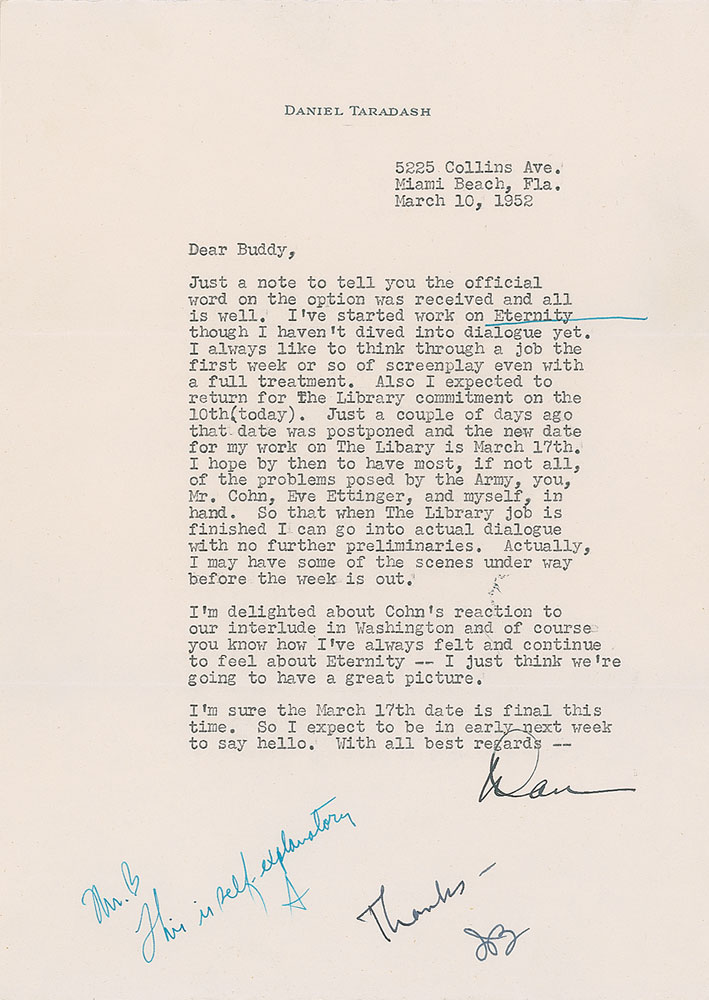 DANIEL TARADASH
5225 Collins Ave.
Miami Beach, Fla.
March 10, 1952
Dear Buddy,
Just a note to tell you the official
word on the option was received and all
is well.  I've started work on Eternity
though I haven't dived into dialogue yet.
I always like to think through a job the
first week or so of screenplay even with
a full treatment.  Also I expected to
return for The Library commitment on the
10th(today).  Just a couple of days ago
that date was postponed and the new date
for my work on The Libary is March 17th.
I hope by then to have most, if not all,
of the problems posed by the Army, you,
Mr. Cohn, Eve Ettinger, and myself, in
hand.  So that when The Library job is
finished I can go into actual dialogue
with no further preliminaries.  Actually,
I may have some of the scenes under way
before the week is out.
I'm delighted about Cohn's reaction to
our interlude in Washington and of course
you know how I've always felt and continue
to feel about Eternity -- I just think we're
going to have a great picture.
I'm sure the March 17th date is final this
time.  So I expect to be in early next week
to say hello.  With all best regards --
Dan
Mr. B
This is self-explanatory
A
Thanks -